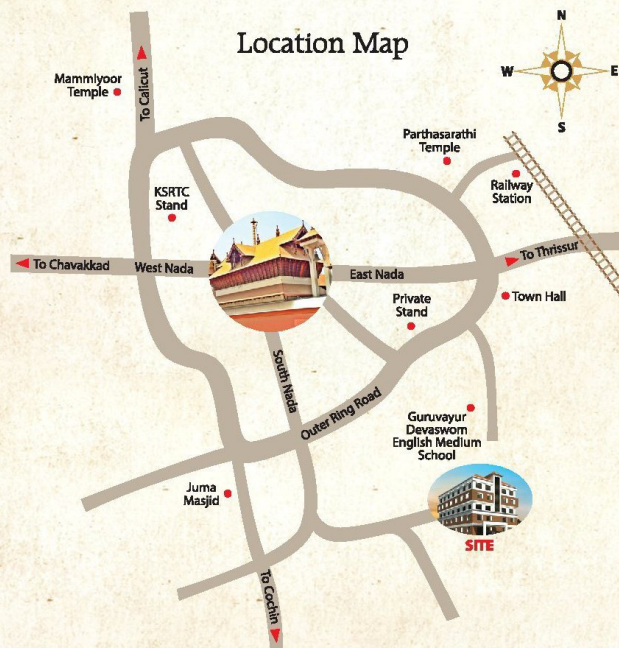 Location Map
N
W
E
S
To Calicut
Mammiyoor
Temple
Parthasarathi
Temple
Railway
Station
KSRTC
Stand
To Chavakkad
West Nada
East Nada
To Thrissur
Private
Stand
Town Hall
South Nada
Outer Ring Road
Guruvayur
Devasworn
English Medium
School
Juma
Masjid
SITE
To Cochin